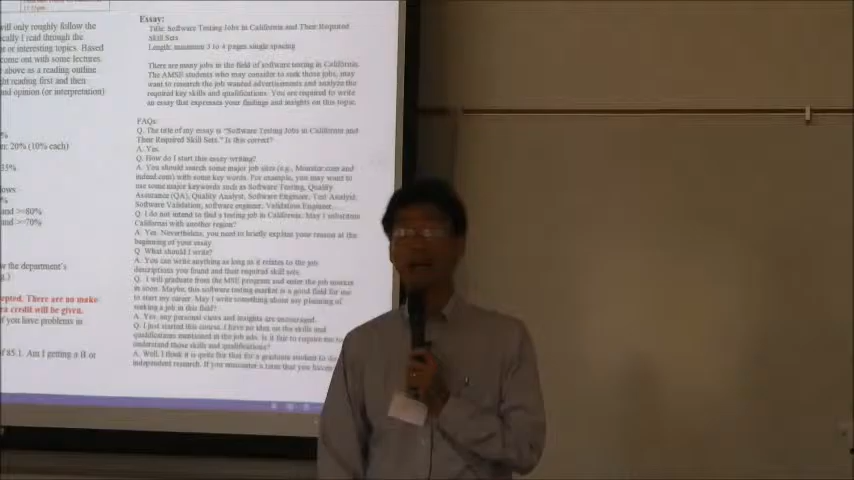 will only roughly follow the
ically I read through the
nt or interesting topics. Based
come out with some lectures.
above as a reading outline
ht reading first and then
and opinion (or interpretation)
%
n: 20% (10% each)
35%
lows
%
and >=80%
and >=70%
w the department's
g.)
epted. There are no make
ra credit will be given.
if you have problems in
of 85.1. Am I getting a B or
Essay:
Title: Software Testing Jobs in California and Their Required
Skill Sets
Length: minimum 3 to 4 pages single spacing
There are many jobs in the field of software testing in California.
The AMSE students who may consider to seek those jobs, may
want to research the job wanted advertisements and analyze the
required key skills and qualifications. You are required to write
an essay that expresses your findings and insights on this topic.
FAQs:
Q. The title of my essay is "Software Testing Jobs in California and
Their Required Skill Sets." Is this correct?
A. Yes.
Q. How do I start this essay writing?
A. You should search some major job sites (e.g., Monster.com and
indeed.com) with some key words. For example, you may want to
use some major keywords such as Software Testing, Quality
Assurance (QA), Quality Analyst, Software Engineer, Test Analyst,
Software Validation, software engineer, Validation Engineer
Q. I do not intend to find a testing job in California. May I substitute
California with another region?
A. Yes. Nevertheless, you need to briefly explain your reason at the
beginning of your essay
Q. What should I write?
A. You can write anything as long as it relates to the job
descriptions you found and their required skill sets.
Q. I will graduate from the MSE program and enter the job market
in soon. Maybe, this software testing market is a good field for me
to start my career. May I write something about my planning of
seeking a job in this field?
A. Yes, any personal views and insights are encouraged.
Q. I just started this course. I have no idea on the skills and
qualifications mentioned in the job ads. Is it fair to require me to
understand those skills and qualifications?
A. Well, I think it is quite fair that for a graduate student to do
independent research. If you encounter a term that you have